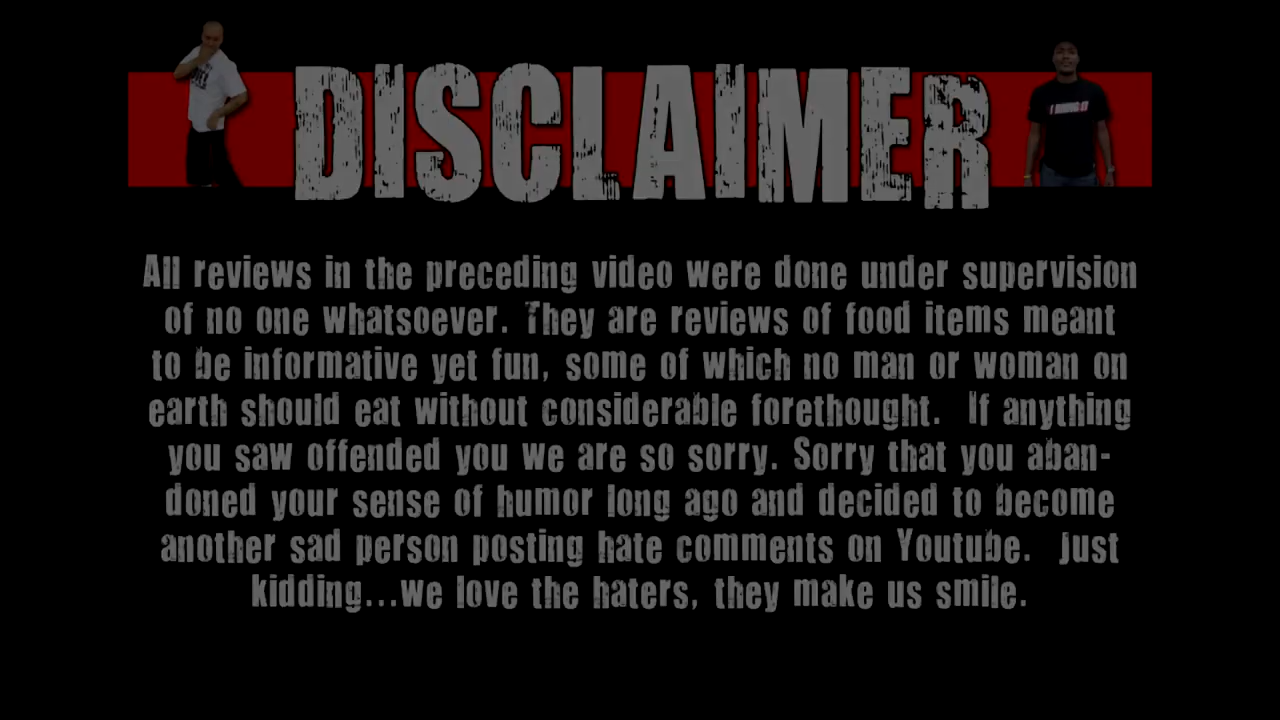 DISCLAIMER
All reviews in the preceding video were done under supervision
of no one whatsoever. They are reviews of food items meant
to be informative yet fun, some of which no man or woman on
earth should eat without considerable forethought. If anything
you saw offended you we are so sorry. Sorry that you aban-
doned your sense of humor long ago and decided to become
another sad person posting hate comments on Youtube. Just
kidding...we love the haters, they make us smile.